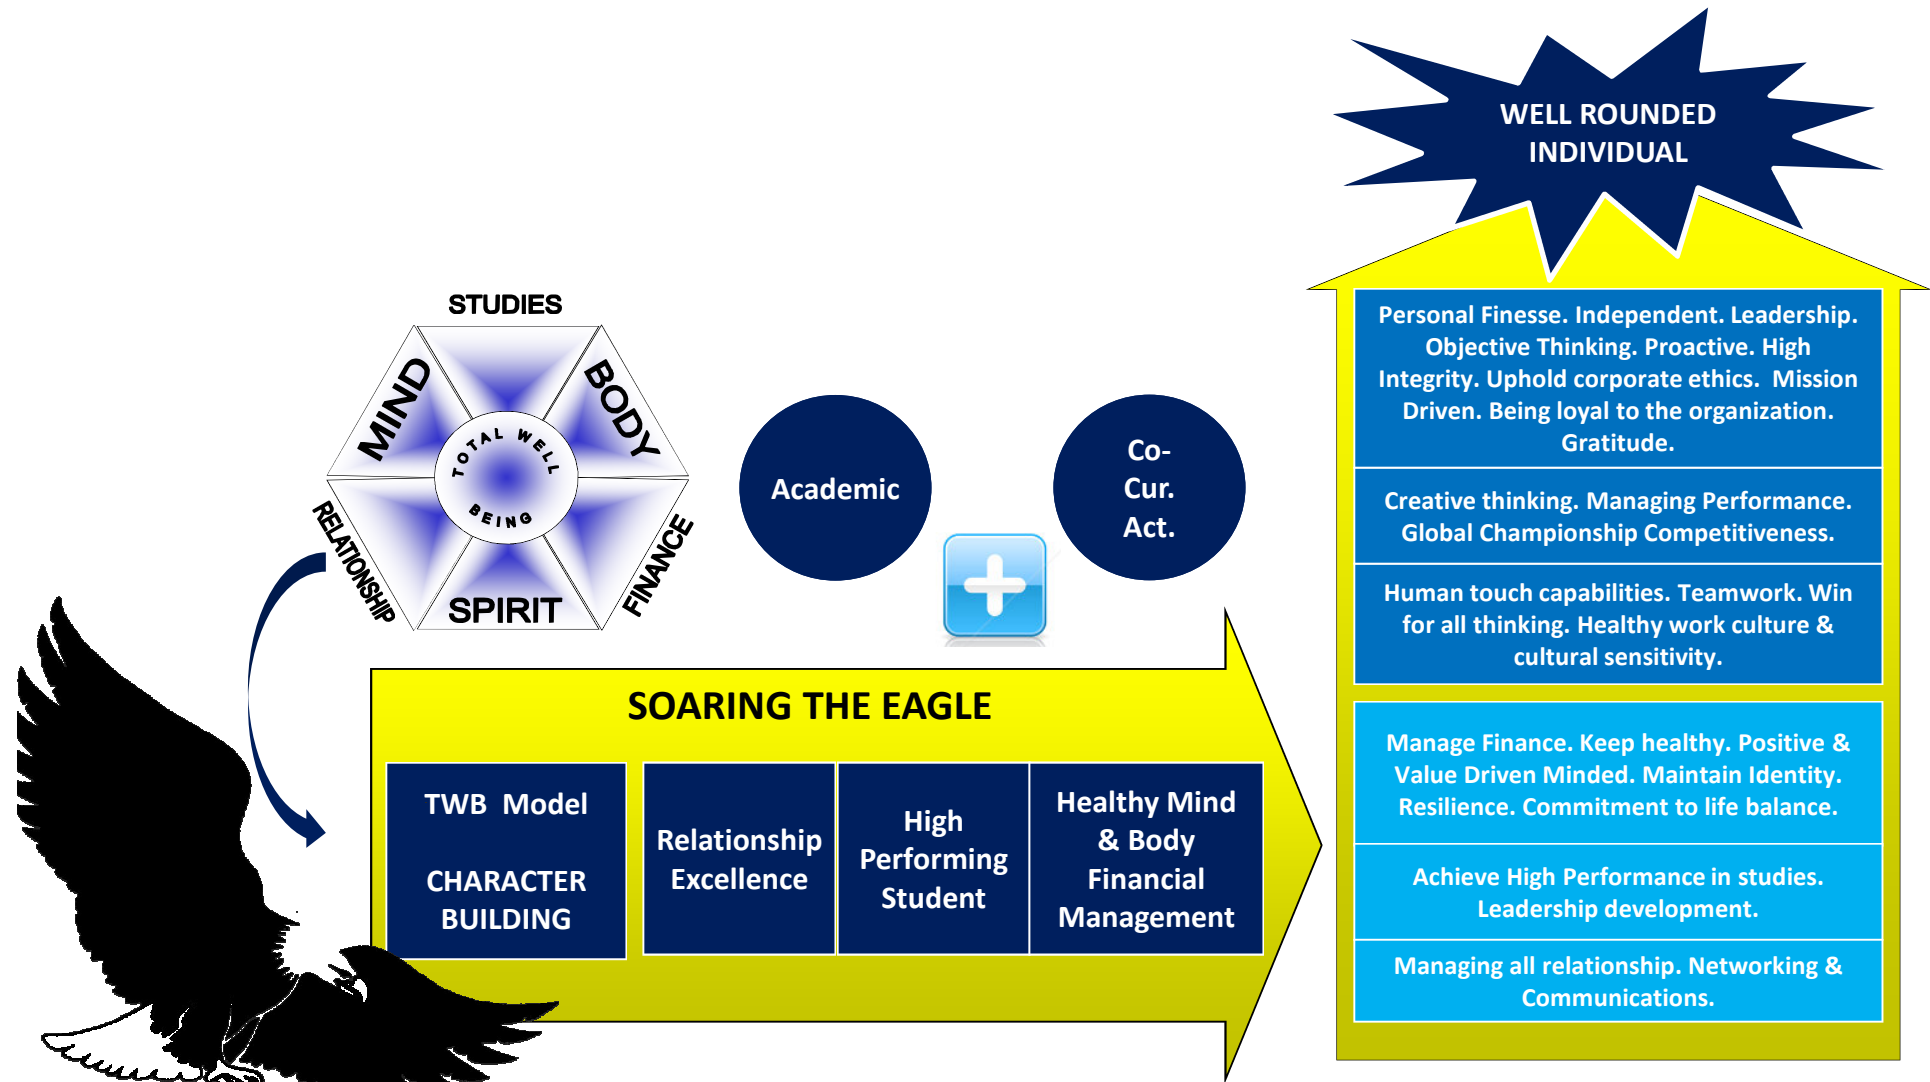 WELL ROUNDED
INDIVIDUAL
STUDIES
MIND
BODY
TOTAL WELL
BEING
RELATIONSHIP
SPIRIT
FINANCE
Academic
Co-
Cur.
Act.
SOARING THE EAGLE
TWB Model
CHARACTER
BUILDING
Relationship
Excellence
High
Performing
Student
Healthy Mind
& Body
Financial
Management
Personal Finesse. Independent. Leadership.
Objective Thinking. Proactive. High
Integrity. Uphold corporate ethics. Mission
Driven. Being loyal to the organization.
Gratitude.
Creative thinking. Managing Performance.
Global Championship Competitiveness.
Human touch capabilities. Teamwork. Win
for all thinking. Healthy work culture &
cultural sensitivity.
Manage Finance. Keep healthy. Positive &
Value Driven Minded. Maintain Identity.
Resilience. Commitment to life balance.
Achieve High Performance in studies.
Leadership development.
Managing all relationship. Networking &
Communications.